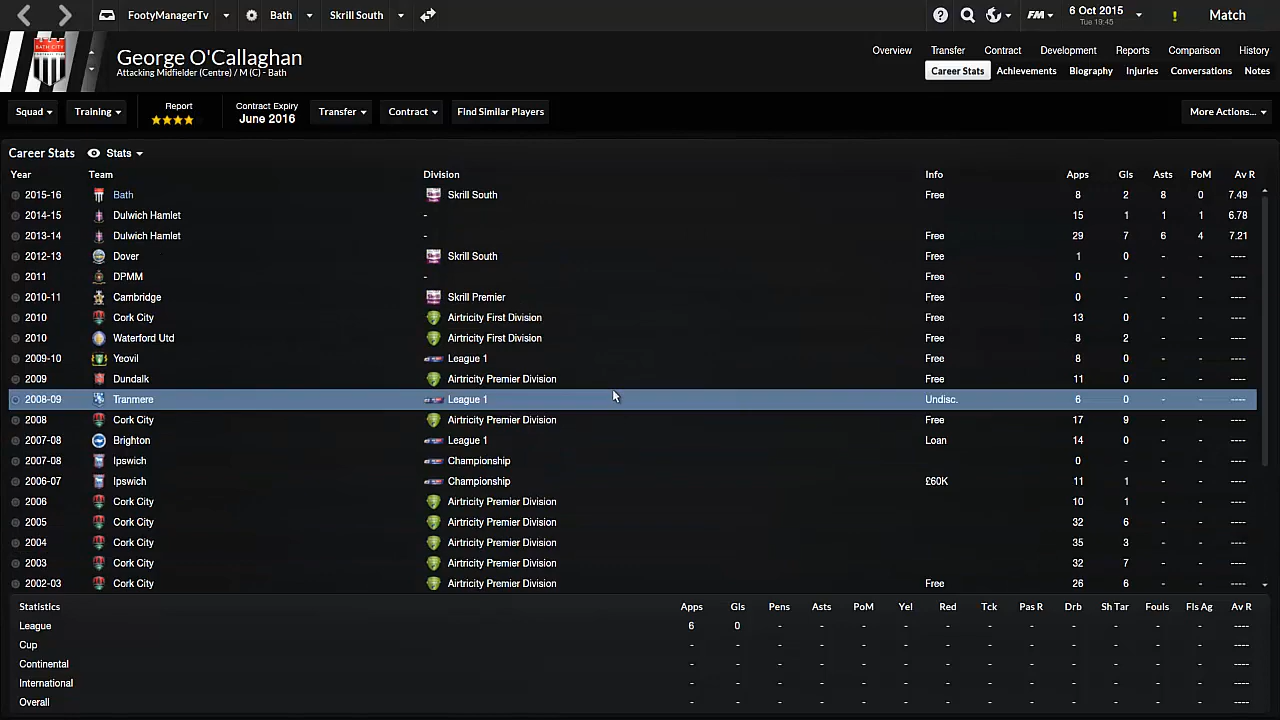 FootyManagerTv Bath Skrill South FM 6 Oct 2015 Tue 19:45 ! Match
BATH CITY
George O'Callaghan
Attacking Midfielder (Centre) / M (C) - Bath
Overview Transfer Contract Development Reports Comparison History
Career Stats Achievements Biography Injuries Conversations Notes
Squad Training Report Contract Expiry June 2016 Transfer Contract Find Similar Players More Actions...
Career Stats Stats
Year Team Division Info Apps Gls Asts PoM Av R
2015-16 Bath Skrill South Free 8 2 8 0 7.49
2014-15 Dulwich Hamlet - 15 1 1 1 6.78
2013-14 Dulwich Hamlet - Free 29 7 6 4 7.21
2012-13 Dover Skrill South Free 1 0 - - ----
2011 DPMM - Free 0 - - - ----
2010-11 Cambridge Skrill Premier Free 0 - - - ----
2010 Cork City Airtricity First Division Free 13 0 - - ----
2010 Waterford Utd Airtricity First Division Free 8 2 - - ----
2009-10 Yeovil League 1 Free 8 0 - - ----
2009 Dundalk Airtricity Premier Division Free 11 0 - - ----
2008-09 Tranmere League 1 Undisc. 6 0 - - ----
2008 Cork City Airtricity Premier Division Free 17 9 - - ----
2007-08 Brighton League 1 Loan 14 0 - - ----
2007-08 Ipswich Championship 0 - - - ----
2006-07 Ipswich Championship £60K 11 1 - - ----
2006 Cork City Airtricity Premier Division 10 1 - - ----
2005 Cork City Airtricity Premier Division 32 6 - - ----
2004 Cork City Airtricity Premier Division 35 3 - - ----
2003 Cork City Airtricity Premier Division 32 7 - - ----
2002-03 Cork City Airtricity Premier Division Free 26 6 - - ----
Statistics Apps Gls Pens Asts PoM Yel Red Tck Pas R Drb Sh Tar Fouls Fls Ag Av R
League 6 0 - - - - - - - - - - - ----
Cup - - - - - - - - - - - - - ----
Continental - - - - - - - - - - - - - ----
International - - - - - - - - - - - - - ----
Overall - - - - - - - - - - - - - ----